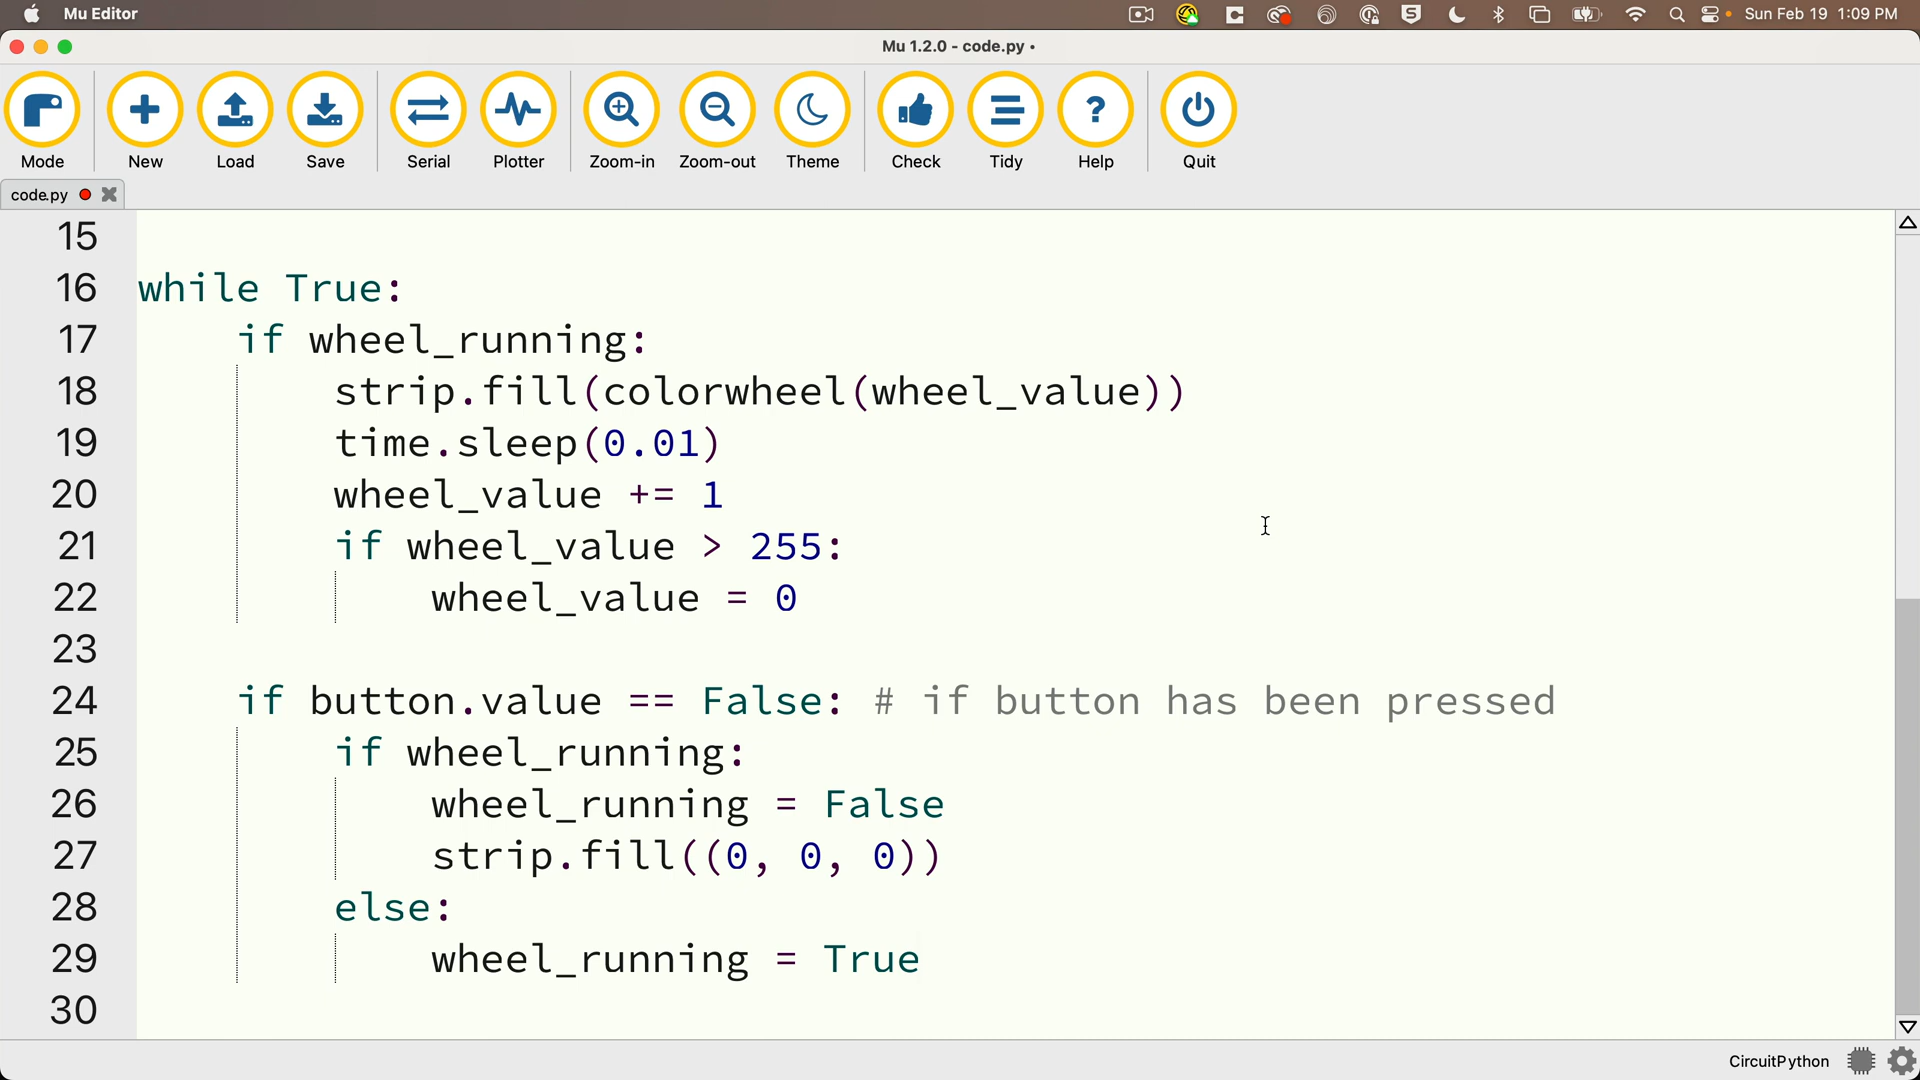 Mu Editor
Sun Feb 19 1:09 PM
Mu 1.2.0 - code.py •
Mode New Load Save Serial Plotter Zoom-in Zoom-out Theme Check Tidy Help Quit
code.py
15
16 while True:
17     if wheel_running:
18         strip.fill(colorwheel(wheel_value))
19         time.sleep(0.01)
20         wheel_value += 1
21         if wheel_value > 255:
22             wheel_value = 0
23
24     if button.value == False: # if button has been pressed
25         if wheel_running:
26             wheel_running = False
27             strip.fill((0, 0, 0))
28         else:
29             wheel_running = True
30
CircuitPython